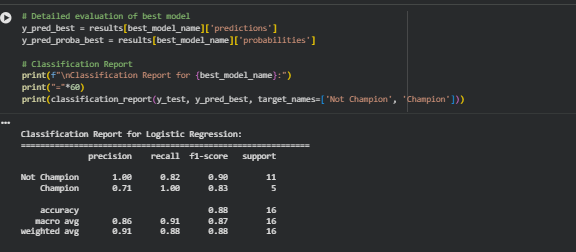 # Detailed evaluation of best model
y_pred_best = results[best_model_name]['predictions']
y_pred_proba_best = results[best_model_name]['probabilities']
# Classification Report
print(f"\nClassification Report for {best_model_name}:")
print("="*60)
print(classification_report(y_test, y_pred_best, target_names=['Not Champion', 'Champion']))
...
Classification Report for Logistic Regression:
============================================================
precision recall f1-score support
Not Champion 1.00 0.82 0.90 11
Champion 0.71 1.00 0.83 5
accuracy 0.88 16
macro avg 0.86 0.91 0.87 16
weighted avg 0.91 0.88 0.88 16